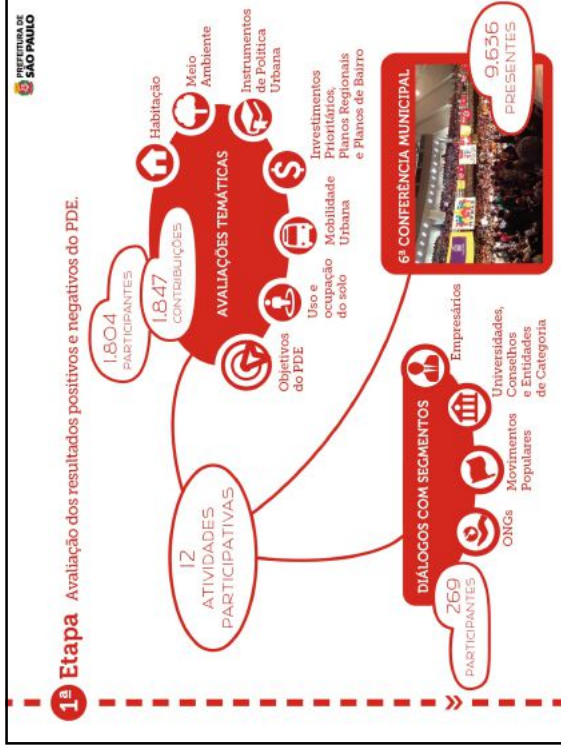 PREFEITURA DE
SÃO PAULO
1ª Etapa Avaliação dos resultados positivos e negativos do PDE.
12
ATIVIDADES
PARTICIPATIVAS
1.804
PARTICIPANTES
1.847
CONTRIBUIÇÕES
AVALIAÇÕES TEMÁTICAS
Objetivos
do PDE
Uso e
ocupação
do solo
Mobilidade
Urbana
Investimentos
Prioritários,
Planos Regionais
e Planos de Bairro
Instrumentos
de Política
Urbana
Meio
Ambiente
Habitação
269
PARTICIPANTES
DIÁLOGOS COM SEGMENTOS
ONGs
Movimentos
Populares
Universidades,
Conselhos
e Entidades
de Categoria
Empresários
6ª CONFERÊNCIA MUNICIPAL
9.636
PRESENTES